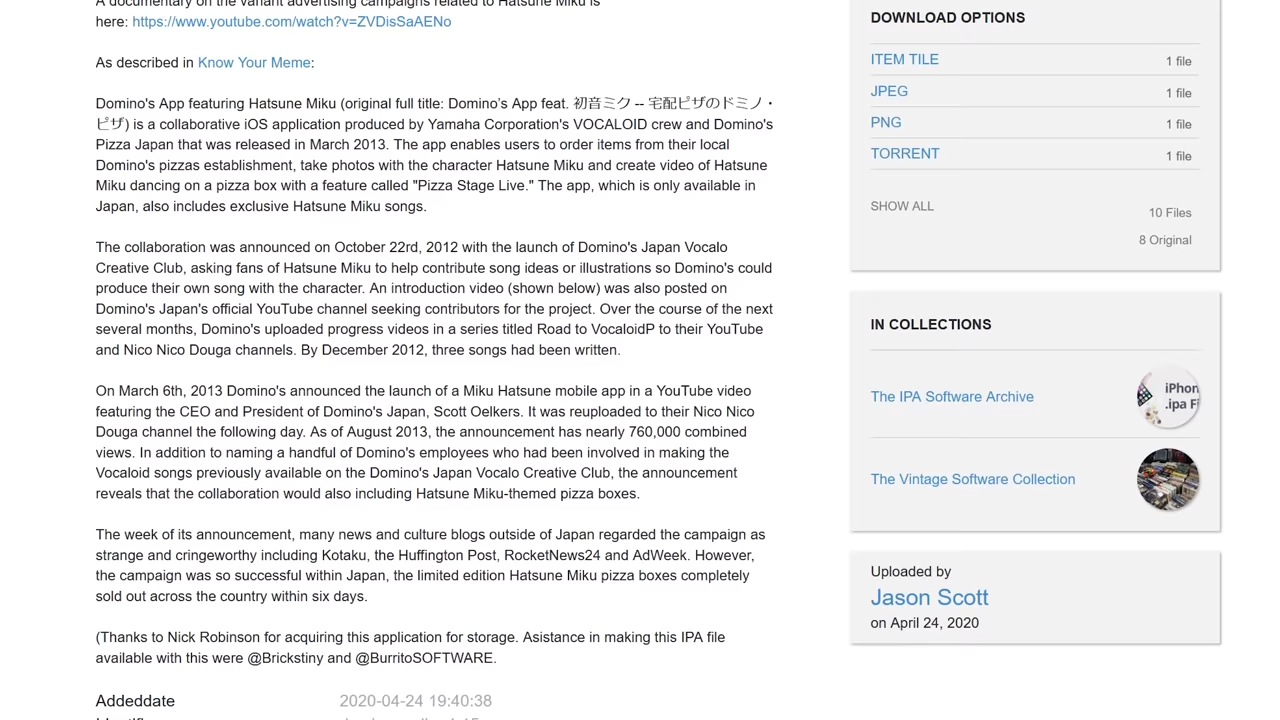 A documentary on the variant advertising campaigns related to Hatsune Miku is
here: https://www.youtube.com/watch?v=ZVDisSaAENo
As described in Know Your Meme:
Domino's App featuring Hatsune Miku (original full title: Domino’s App feat. 初音ミク -- 宅配ピザのドミノ・
ピザ) is a collaborative iOS application produced by Yamaha Corporation's VOCALOID crew and Domino's
Pizza Japan that was released in March 2013. The app enables users to order items from their local
Domino's pizzas establishment, take photos with the character Hatsune Miku and create video of Hatsune
Miku dancing on a pizza box with a feature called "Pizza Stage Live." The app, which is only available in
Japan, also includes exclusive Hatsune Miku songs.
The collaboration was announced on October 22rd, 2012 with the launch of Domino's Japan Vocalo
Creative Club, asking fans of Hatsune Miku to help contribute song ideas or illustrations so Domino's could
produce their own song with the character. An introduction video (shown below) was also posted on
Domino's Japan's official YouTube channel seeking contributors for the project. Over the course of the next
several months, Domino's uploaded progress videos in a series titled Road to VocaloidP to their YouTube
and Nico Nico Douga channels. By December 2012, three songs had been written.
On March 6th, 2013 Domino's announced the launch of a Miku Hatsune mobile app in a YouTube video
featuring the CEO and President of Domino's Japan, Scott Oelkers. It was reuploaded to their Nico Nico
Douga channel the following day. As of August 2013, the announcement has nearly 760,000 combined
views. In addition to naming a handful of Domino's employees who had been involved in making the
Vocaloid songs previously available on the Domino's Japan Vocalo Creative Club, the announcement
reveals that the collaboration would also including Hatsune Miku-themed pizza boxes.
The week of its announcement, many news and culture blogs outside of Japan regarded the campaign as
strange and cringeworthy including Kotaku, the Huffington Post, RocketNews24 and AdWeek. However,
the campaign was so successful within Japan, the limited edition Hatsune Miku pizza boxes completely
sold out across the country within six days.
(Thanks to Nick Robinson for acquiring this application for storage. Asistance in making this IPA file
available with this were @Brickstiny and @BurritoSOFTWARE.
Addeddate 2020-04-24 19:40:38
DOWNLOAD OPTIONS
ITEM TILE 1 file
JPEG 1 file
PNG 1 file
TORRENT 1 file
SHOW ALL 10 Files
8 Original
IN COLLECTIONS
The IPA Software Archive
iPhon
.ipa Fi
The Vintage Software Collection
Uploaded by
Jason Scott
on April 24, 2020